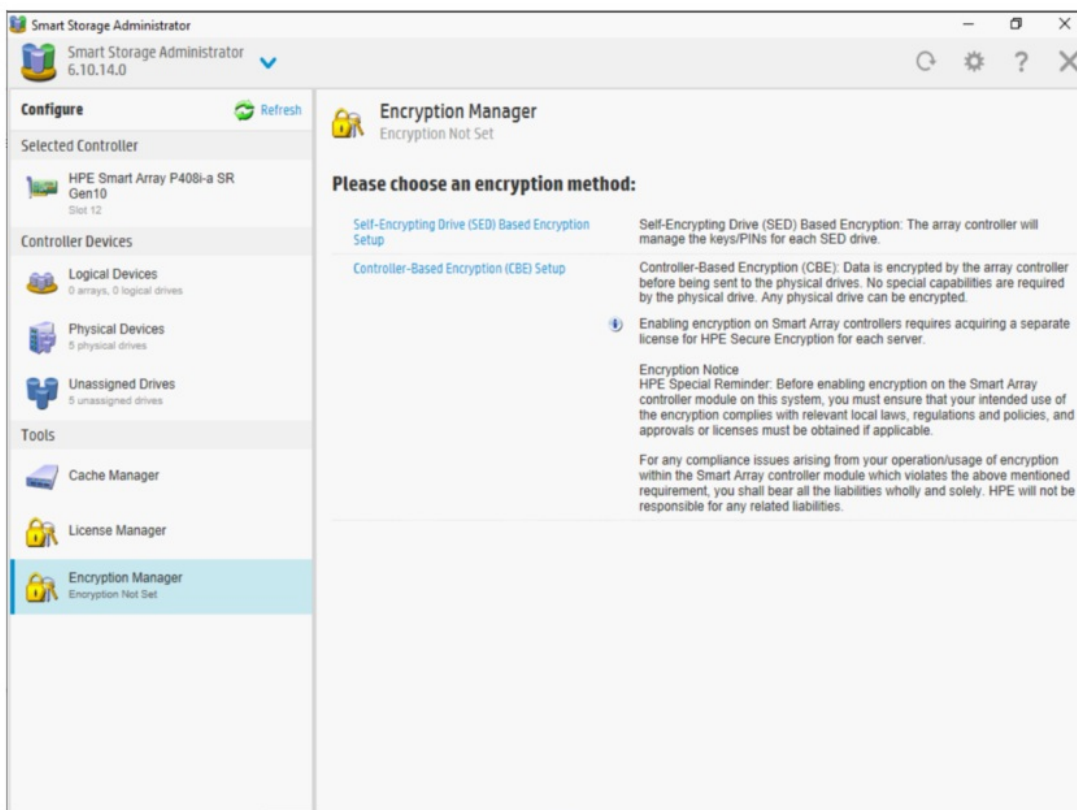 Smart Storage Administrator
Smart Storage Administrator
6.10.14.0
Configure
Refresh
Selected Controller
HPE Smart Array P408i-a SR
Gen10
Slot 12
Controller Devices
Logical Devices
0 arrays, 0 logical drives
Physical Devices
5 physical drives
Unassigned Drives
5 unassigned drives
Tools
Cache Manager
License Manager
Encryption Manager
Encryption Not Set
Encryption Manager
Encryption Not Set
Please choose an encryption method:
Self-Encrypting Drive (SED) Based Encryption
Setup
Self-Encrypting Drive (SED) Based Encryption: The array controller will
manage the keys/PINs for each SED drive.
Controller-Based Encryption (CBE) Setup
Controller-Based Encryption (CBE): Data is encrypted by the array controller
before being sent to the physical drives. No special capabilities are required
by the physical drive. Any physical drive can be encrypted.
Enabling encryption on Smart Array controllers requires acquiring a separate
license for HPE Secure Encryption for each server.
Encryption Notice
HPE Special Reminder: Before enabling encryption on the Smart Array
controller module on this system, you must ensure that your intended use of
the encryption complies with relevant local laws, regulations and policies, and
approvals or licenses must be obtained if applicable.
For any compliance issues arising from your operation/usage of encryption
within the Smart Array controller module which violates the above mentioned
requirement, you shall bear all the liabilities wholly and solely. HPE will not be
responsible for any related liabilities.